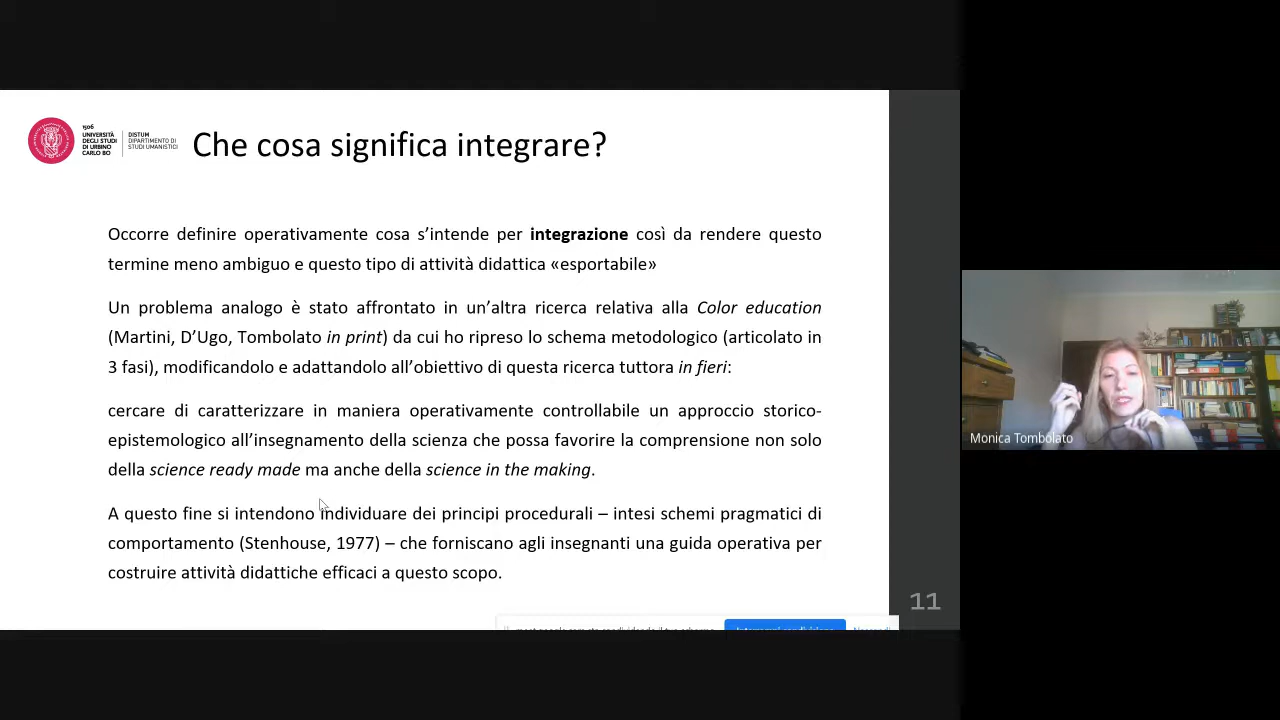 1506
UNIVERSITÀ
DEGLI STUDI
DI URBINO
CARLO BO
DISTUM
DIPARTIMENTO DI
STUDI UMANISTICI
Che cosa significa integrare?
Occorre definire operativamente cosa s'intende per integrazione così da rendere questo
termine meno ambiguo e questo tipo di attività didattica «esportabile»
Un problema analogo è stato affrontato in un'altra ricerca relativa alla Color education
(Martini, D'Ugo, Tombolato in print) da cui ho ripreso lo schema metodologico (articolato in
3 fasi), modificandolo e adattandolo all'obiettivo di questa ricerca tuttora in fieri:
cercare di caratterizzare in maniera operativamente controllabile un approccio storico-
epistemologico all'insegnamento della scienza che possa favorire la comprensione non solo
della science ready made ma anche della science in the making.
A questo fine si intendono individuare dei principi procedurali – intesi schemi pragmatici di
comportamento (Stenhouse, 1977) – che forniscano agli insegnanti una guida operativa per
costruire attività didattiche efficaci a questo scopo.
11
Monica Tombolato